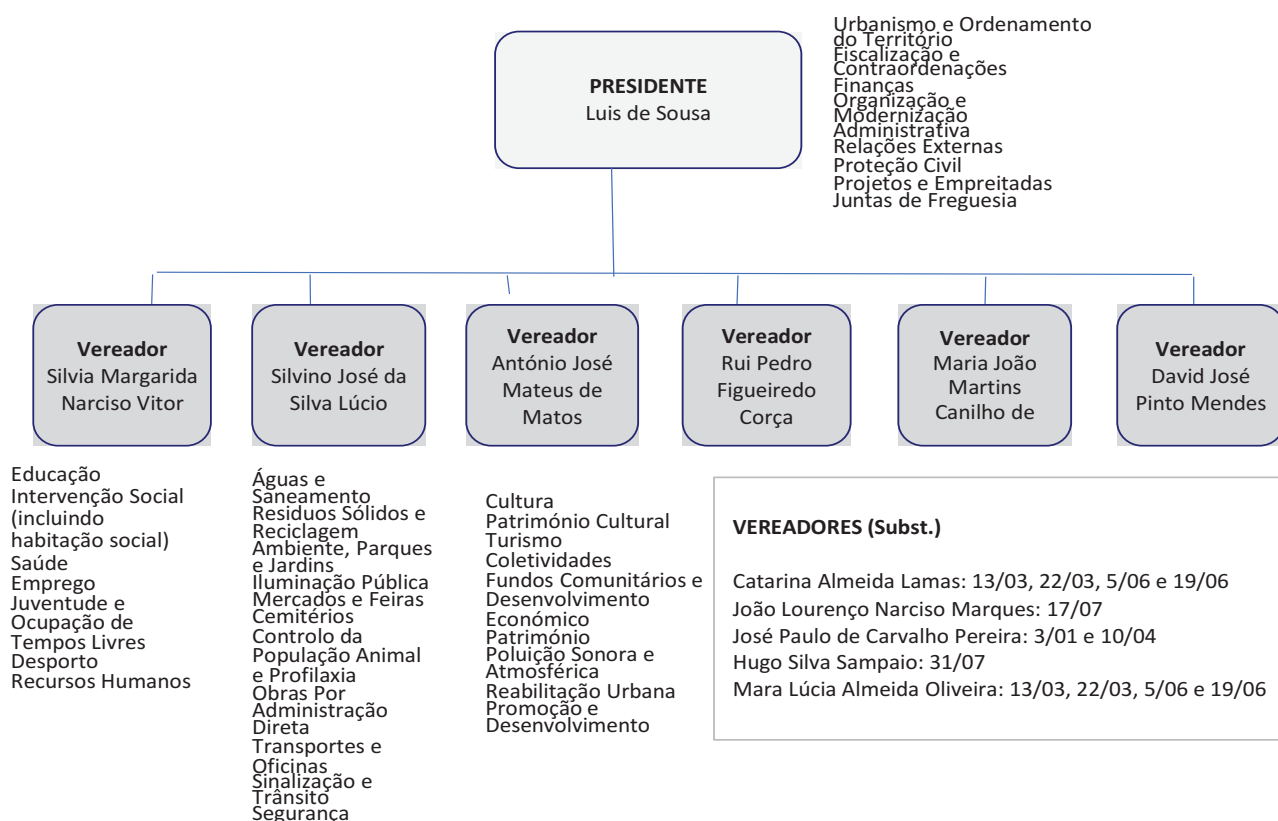 PRESIDENTE
Luis de Sousa
Urbanismo e Ordenamento
do Território
Fiscalização e
Contraordenações
Finanças
Organização e
Modernização
Administrativa
Relações Externas
Proteção Civil
Projetos e Empreitadas
Juntas de Freguesia
Vereador
Silvia Margarida
Narciso Vitor
Vereador
Silvino José da
Silva Lúcio
Vereador
António José
Mateus de
Matos
Vereador
Rui Pedro
Figueiredo
Corça
Vereador
Maria João
Martins
Canilho de
Vereador
David José
Pinto Mendes
Educação
Intervenção Social
(incluindo
habitação social)
Saúde
Emprego
Juventude e
Ocupação de
Tempos Livres
Desporto
Recursos Humanos
Águas e
Saneamento
Residuos Sólidos e
Reciclagem
Ambiente, Parques
e Jardins
Iluminação Pública
Mercados e Feiras
Cemitérios
Controlo da
População Animal
e Profilaxia
Obras Por
Administração
Direta
Transportes e
Oficinas
Sinalização e
Trânsito
Segurança
Cultura
Património Cultural
Turismo
Coletividades
Fundos Comunitários e
Desenvolvimento
Económico
Património
Poluição Sonora e
Atmosférica
Reabilitação Urbana
Promoção e
Desenvolvimento
VEREADORES (Subst.)
Catarina Almeida Lamas: 13/03, 22/03, 5/06 e 19/06
João Lourenço Narciso Marques: 17/07
José Paulo de Carvalho Pereira: 3/01 e 10/04
Hugo Silva Sampaio: 31/07
Mara Lúcia Almeida Oliveira: 13/03, 22/03, 5/06 e 19/06